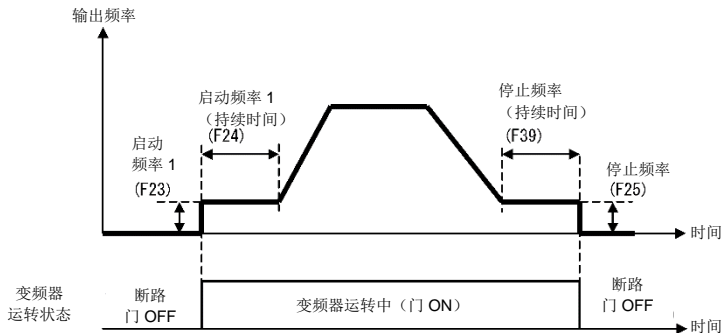 输出频率
启动频率 1
（持续时间）
(F24)
停止频率
（持续时间）
(F39)
启动
频率 1
(F23)
停止频率
(F25)
时间
变频器
运转状态
断路
门 OFF
变频器运转中（门 ON）
断路
门 OFF
时间